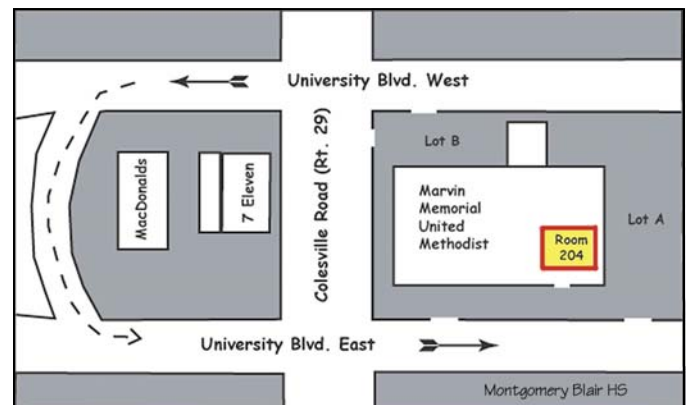 University Blvd. West
Colesville Road (Rt. 29)
MacDonalds
7 Eleven
Lot B
Marvin
Memorial
United
Methodist
Room
204
Lot A
University Blvd. East
Montgomery Blair HS